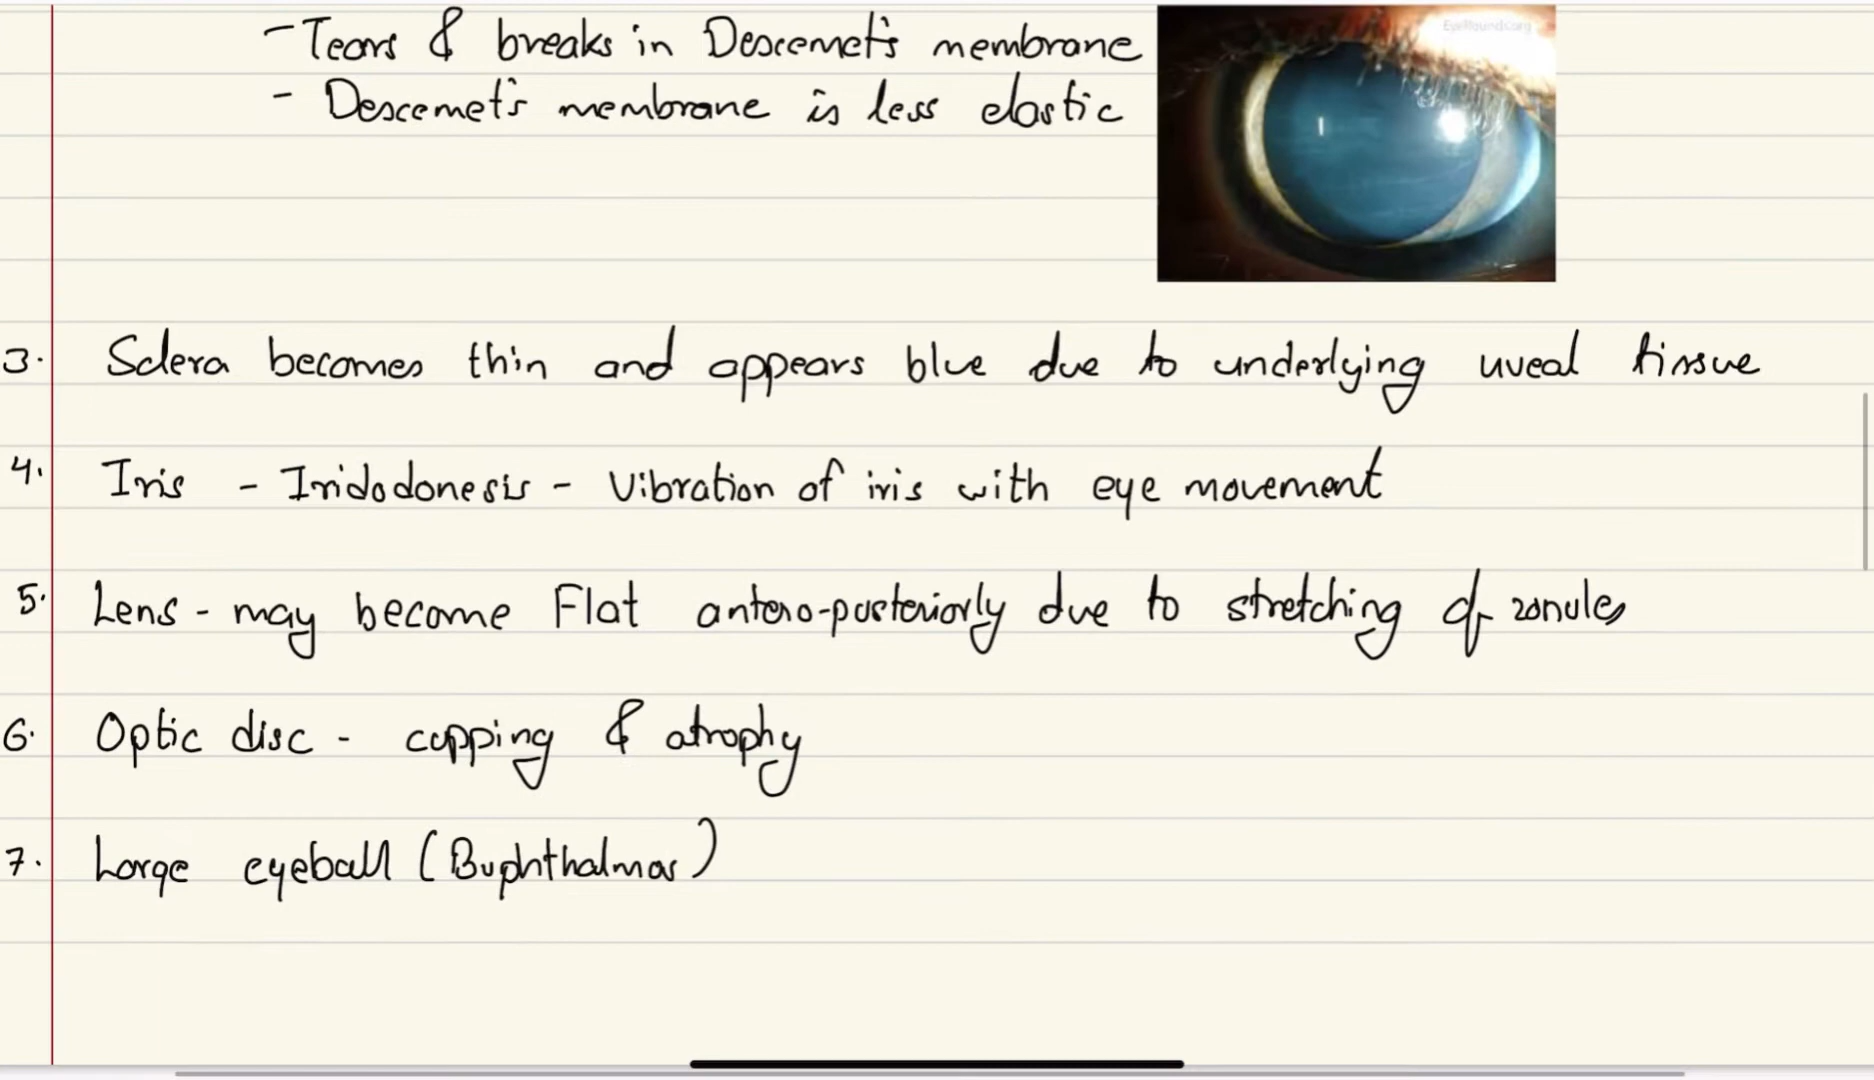 - Tears & breaks in Descemet's membrane
EyeRounds.org
- Descemet's membrane is less elastic
3. Sclera becomes thin and appears blue due to underlying uveal tissue
4. Iris - Iridodonesis - Vibration of iris with eye movement
5. Lens - may become Flat antero-posteriorly due to stretching of zonules
6. Optic disc - cupping & atrophy
7. Large eyeball (Buphthalmos)